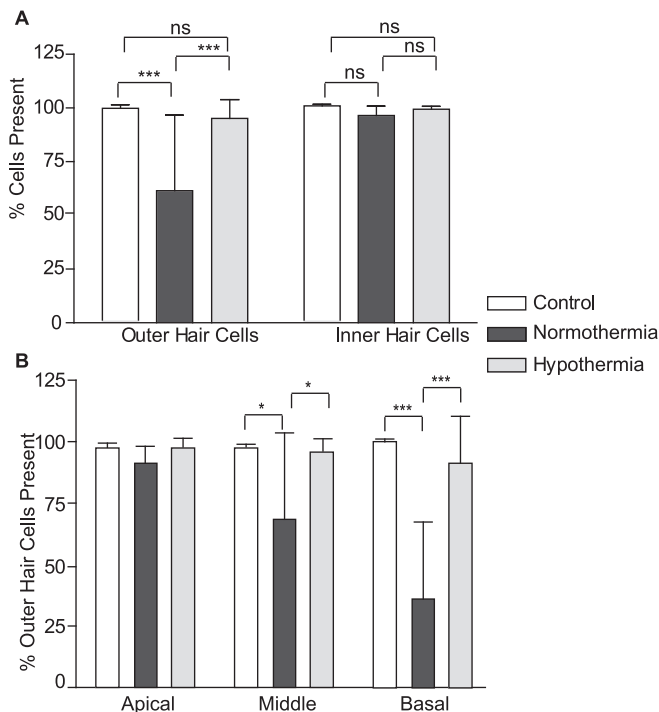 A
ns
ns
125
***
***
ns
ns
ns
100
75
50
25
0
% Cells Present
Outer Hair Cells
Inner Hair Cells
Control
Normothermia
Hypothermia
B
125
*
*
***
***
100
75
50
25
0
% Outer Hair Cells Present
Apical
Middle
Basal